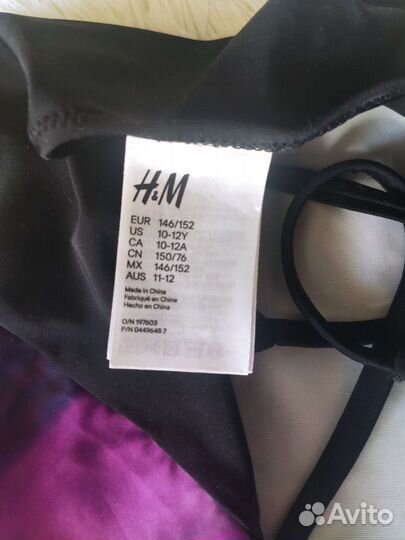 H&M
EUR 146/152
US 10-12Y
CA 10-12A
CN 150/76
MX 146/152
AUS 11-12
Made in China
Fabriqué en Chine
Hecho en China
O/N 197603
P/N 0449648 7
Avito